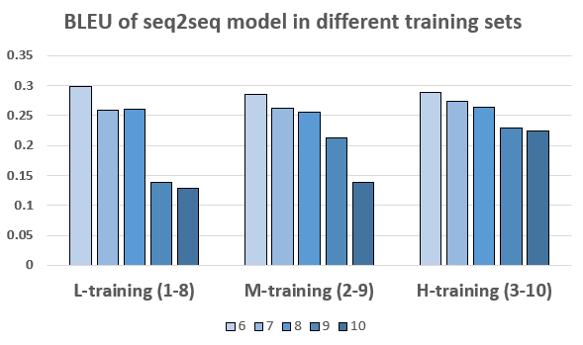 BLEU of seq2seq model in different training sets
0.35
0.3
0.25
0.2
0.15
0.1
0.05
0
L-training (1-8) M-training (2-9) H-training (3-10)
6 7 8 9 10